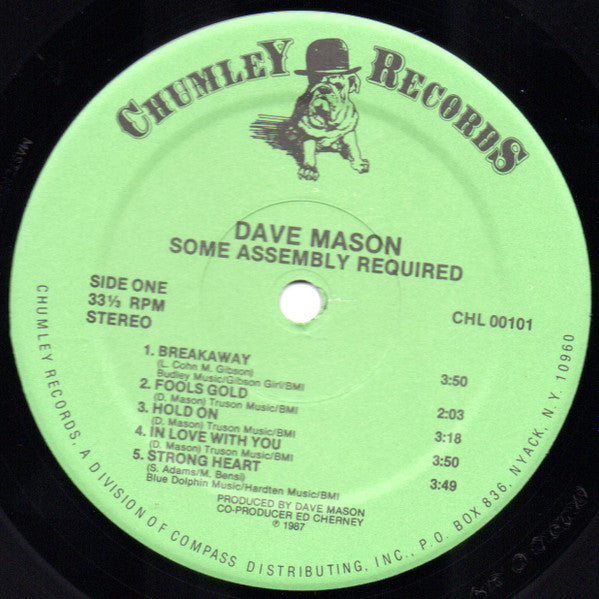 CHUMLEY RECORDS
DAVE MASON
SOME ASSEMBLY REQUIRED
SIDE ONE
33⅓ RPM
STEREO
CHL 00101
1. BREAKAWAY
(L. Cohn M. Gibson)
Budley Music/Gibson Girl/BMI 3:50
2. FOOLS GOLD
(D. Mason) Truson Music/BMI 2:03
3. HOLD ON
(D. Mason) Truson Music/BMI 3:18
4. IN LOVE WITH YOU
(D. Mason) Truson Music/BMI 3:50
5. STRONG HEART
(S. Adams/M. Bensi) 3:49
Blue Dolphin Music/Hardten Music/BMI
PRODUCED BY DAVE MASON
CO-PRODUCER ED CHERNEY
℗ 1987
CHUMLEY RECORDS, A DIVISION OF COMPASS DISTRIBUTING, INC., P.O. BOX 836, NYACK, N.Y. 10960